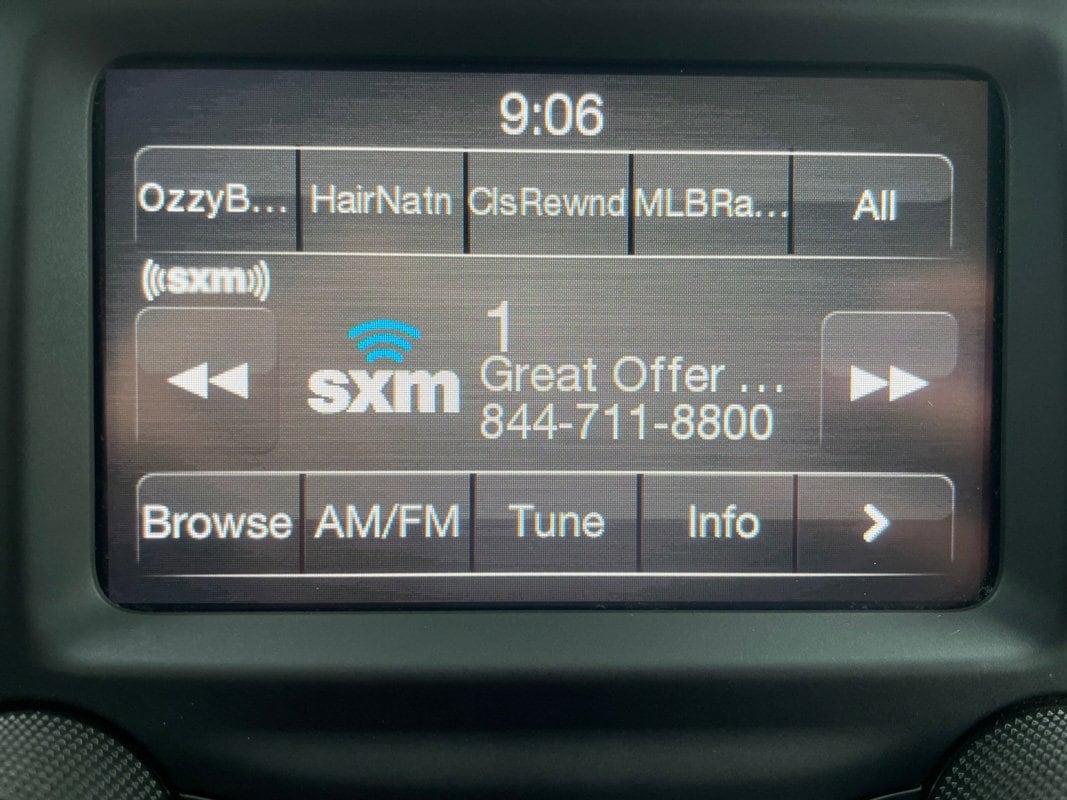 9:06
OzzyB... HairNatn ClsRewnd MLBRa... All
((sxm))
1
sxm Great Offer ...
844-711-8800
Browse AM/FM Tune Info >